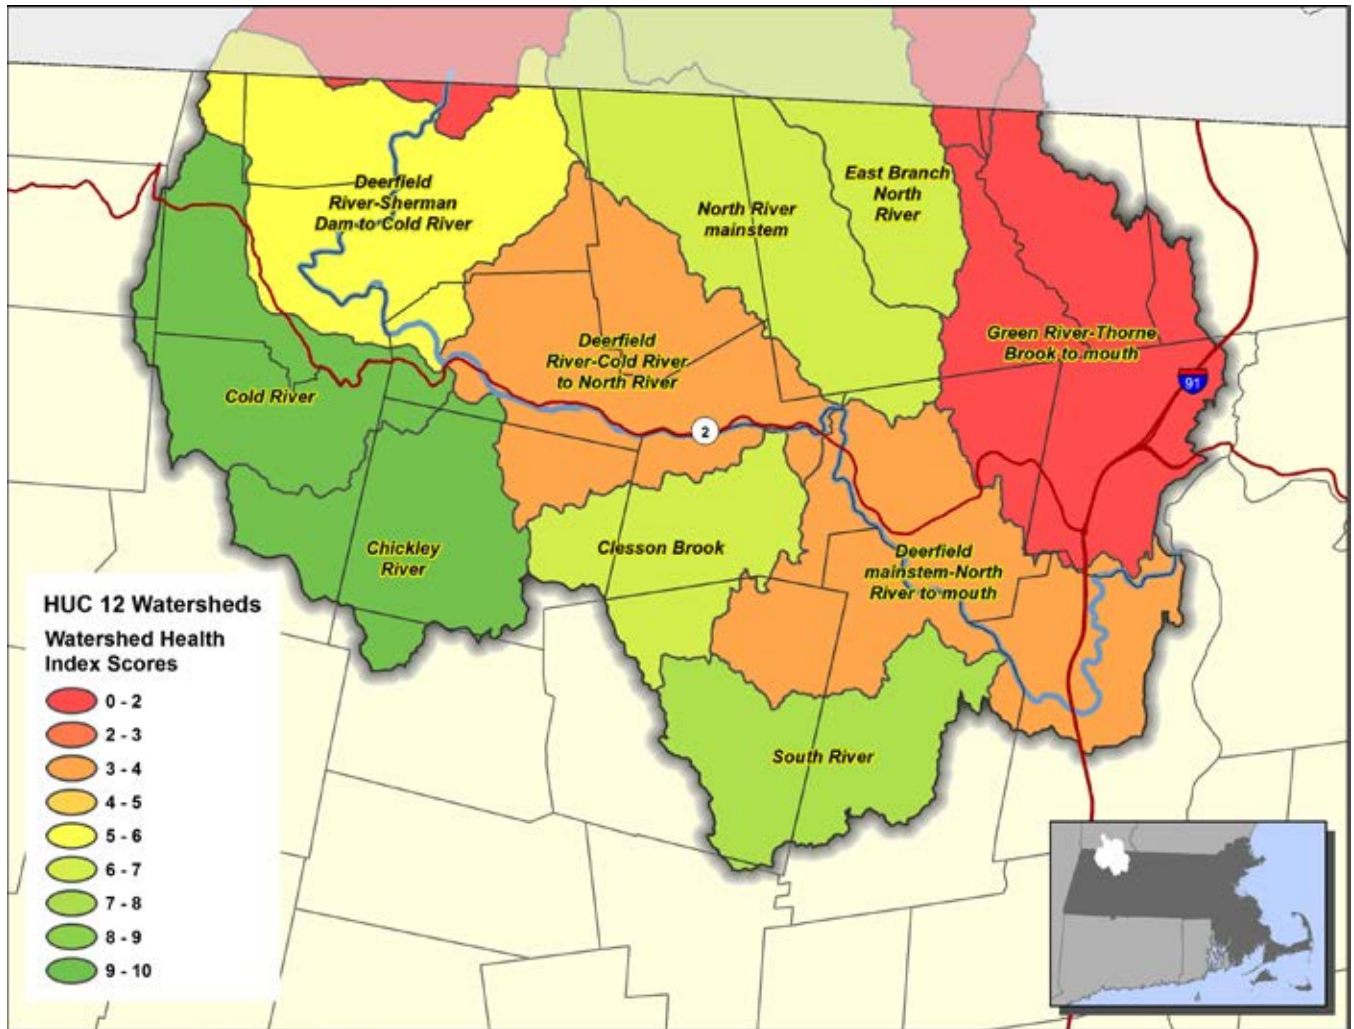 Deerfield
River-Sherman
Dam to Cold River
East Branch
North
River
North River
mainstem
Green River-Thorne
Brook to mouth
Deerfield
River-Cold River
to North River
91
Cold River
2
Clesson Brook
Chickley
River
Deerfield
mainstem-North
River to mouth
South River
HUC 12 Watersheds
Watershed Health
Index Scores
0 - 2
2 - 3
3 - 4
4 - 5
5 - 6
6 - 7
7 - 8
8 - 9
9 - 10